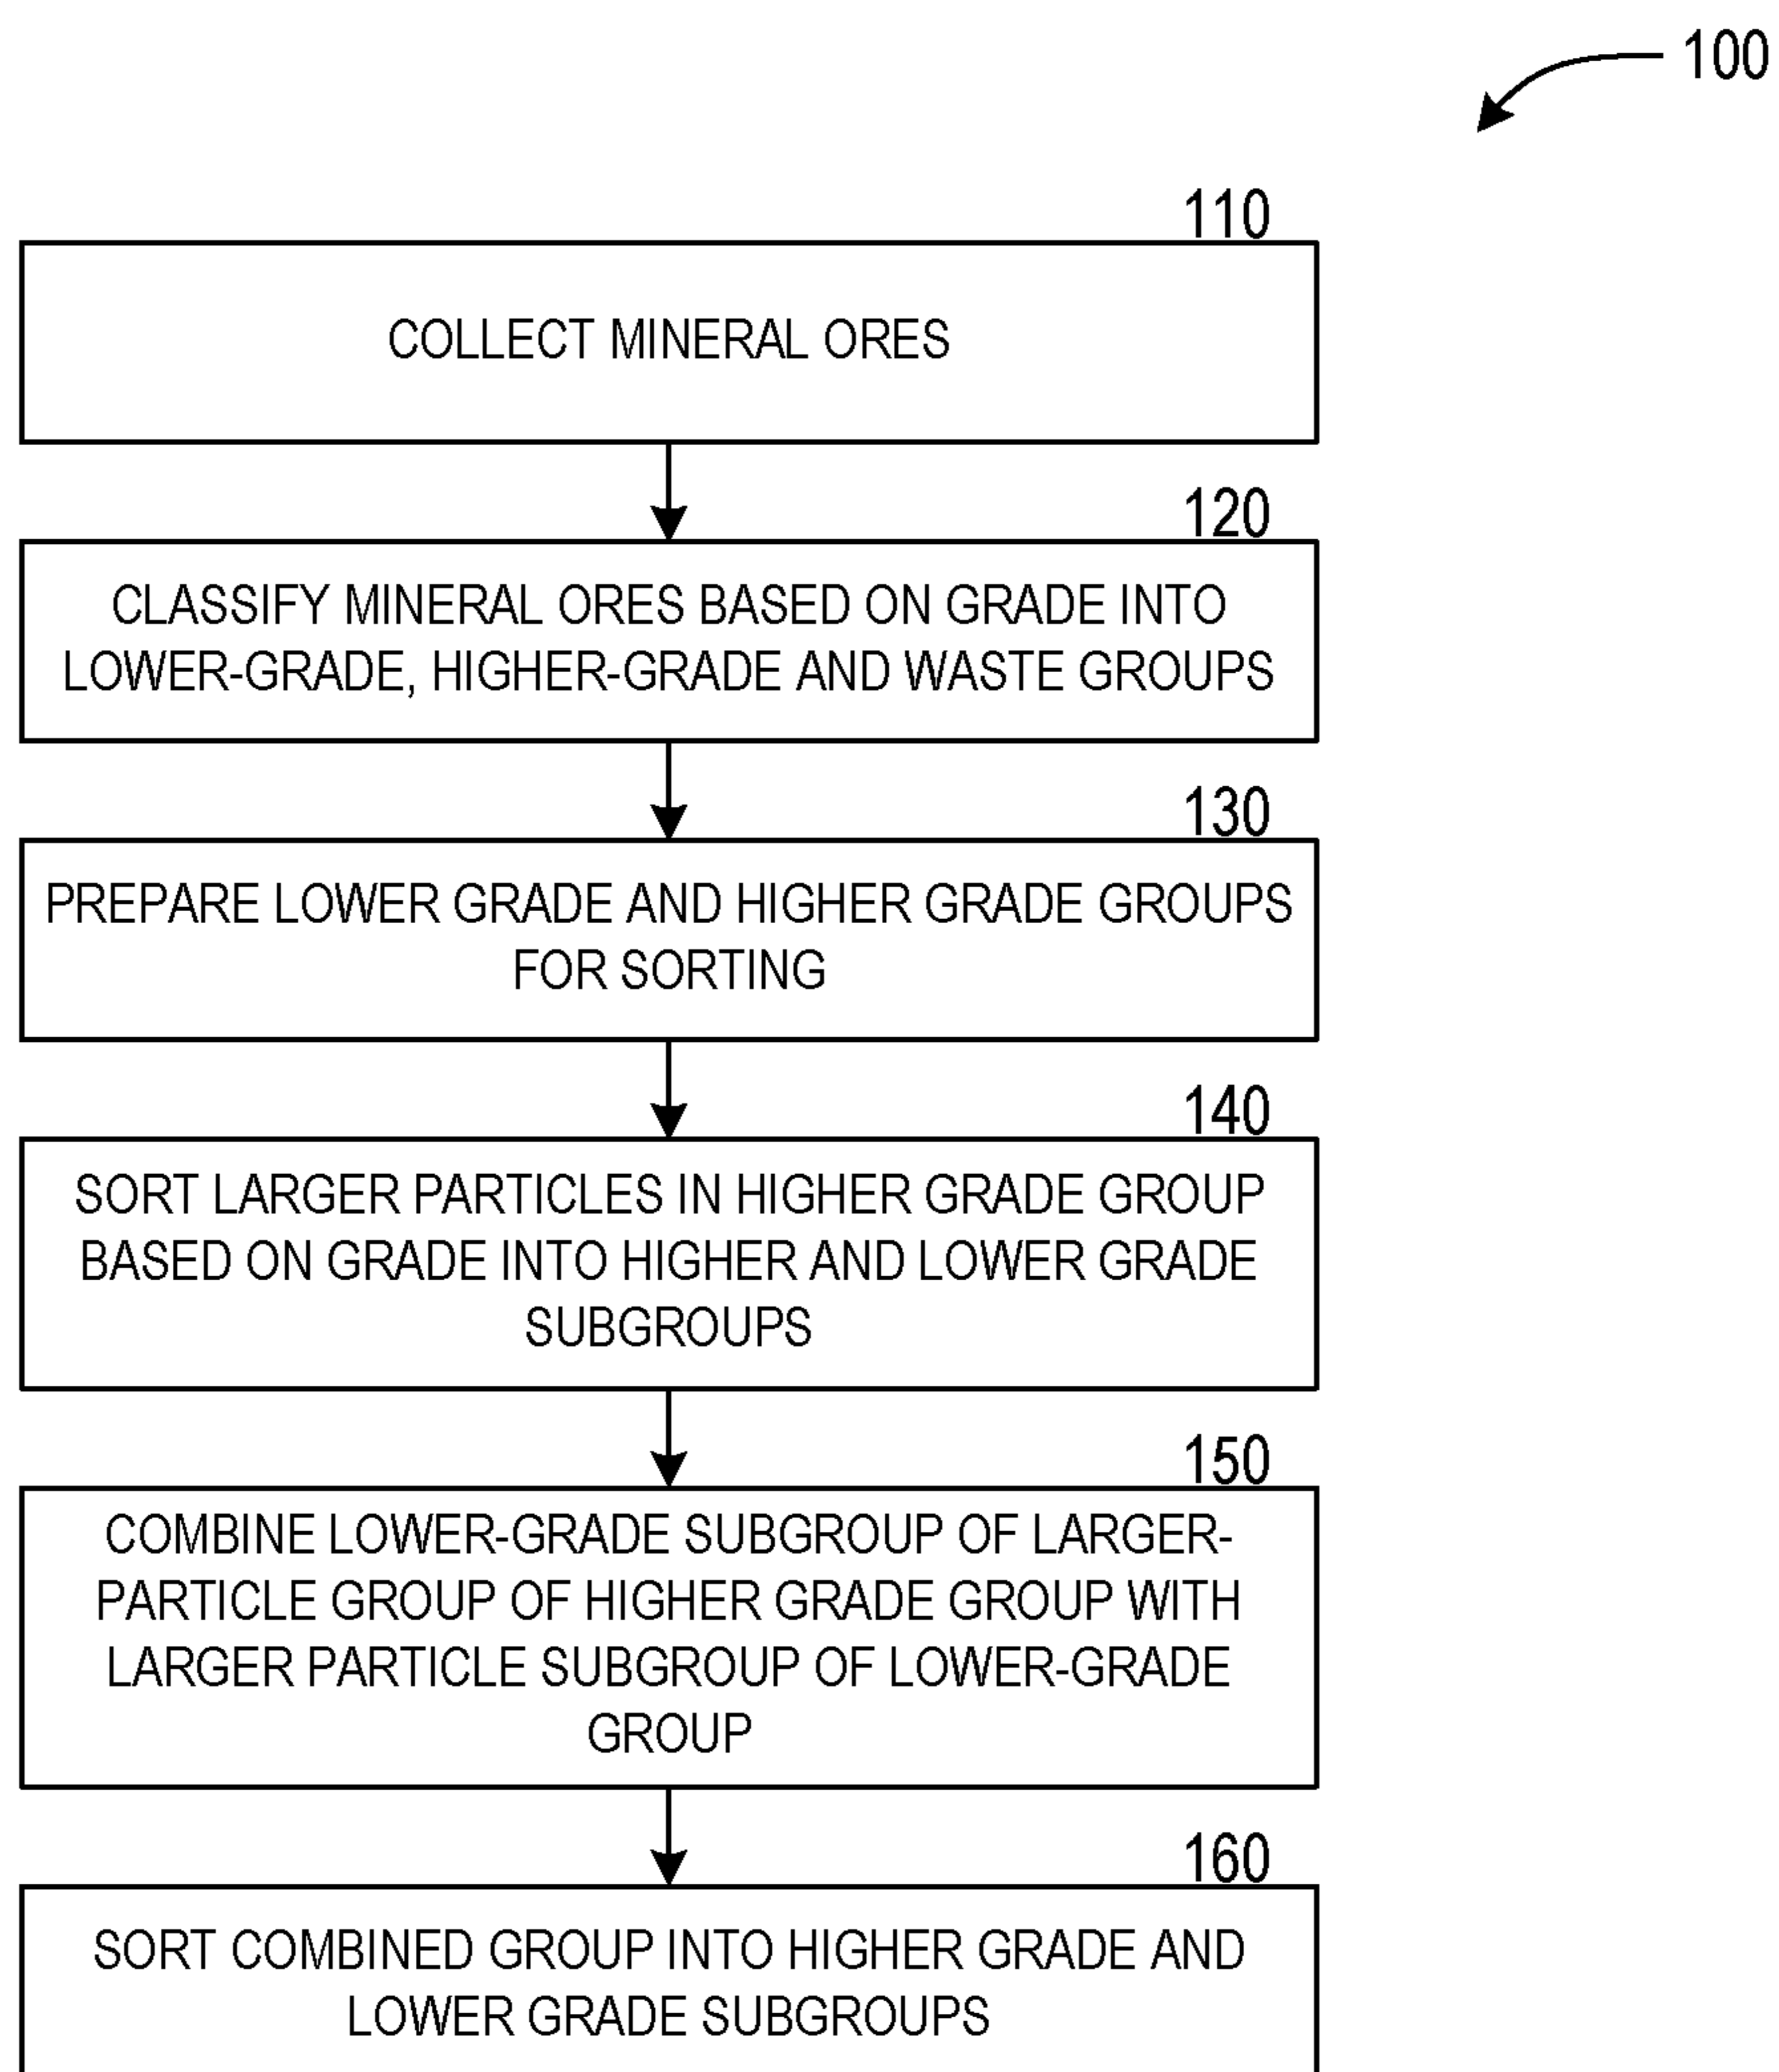 100
110
COLLECT MINERAL ORES
120
CLASSIFY MINERAL ORES BASED ON GRADE INTO
LOWER-GRADE, HIGHER-GRADE AND WASTE GROUPS
130
PREPARE LOWER GRADE AND HIGHER GRADE GROUPS
FOR SORTING
140
SORT LARGER PARTICLES IN HIGHER GRADE GROUP
BASED ON GRADE INTO HIGHER AND LOWER GRADE
SUBGROUPS
150
COMBINE LOWER-GRADE SUBGROUP OF LARGER-
PARTICLE GROUP OF HIGHER GRADE GROUP WITH
LARGER PARTICLE SUBGROUP OF LOWER-GRADE
GROUP
160
SORT COMBINED GROUP INTO HIGHER GRADE AND
LOWER GRADE SUBGROUPS